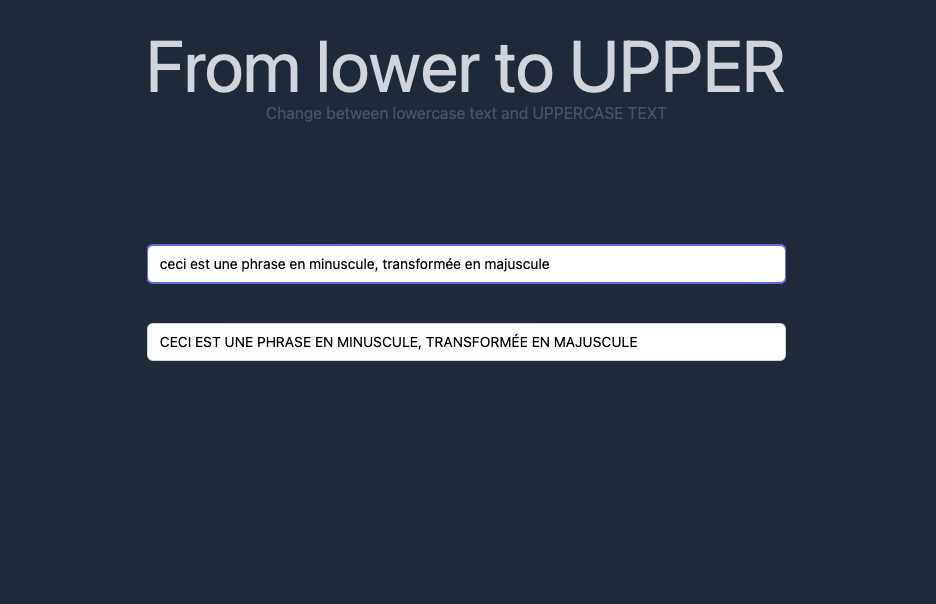 From lower to UPPER
Change between lowercase text and UPPERCASE TEXT
ceci est une phrase en minuscule, transformée en majuscule
CECI EST UNE PHRASE EN MINUSCULE, TRANSFORMÉE EN MAJUSCULE